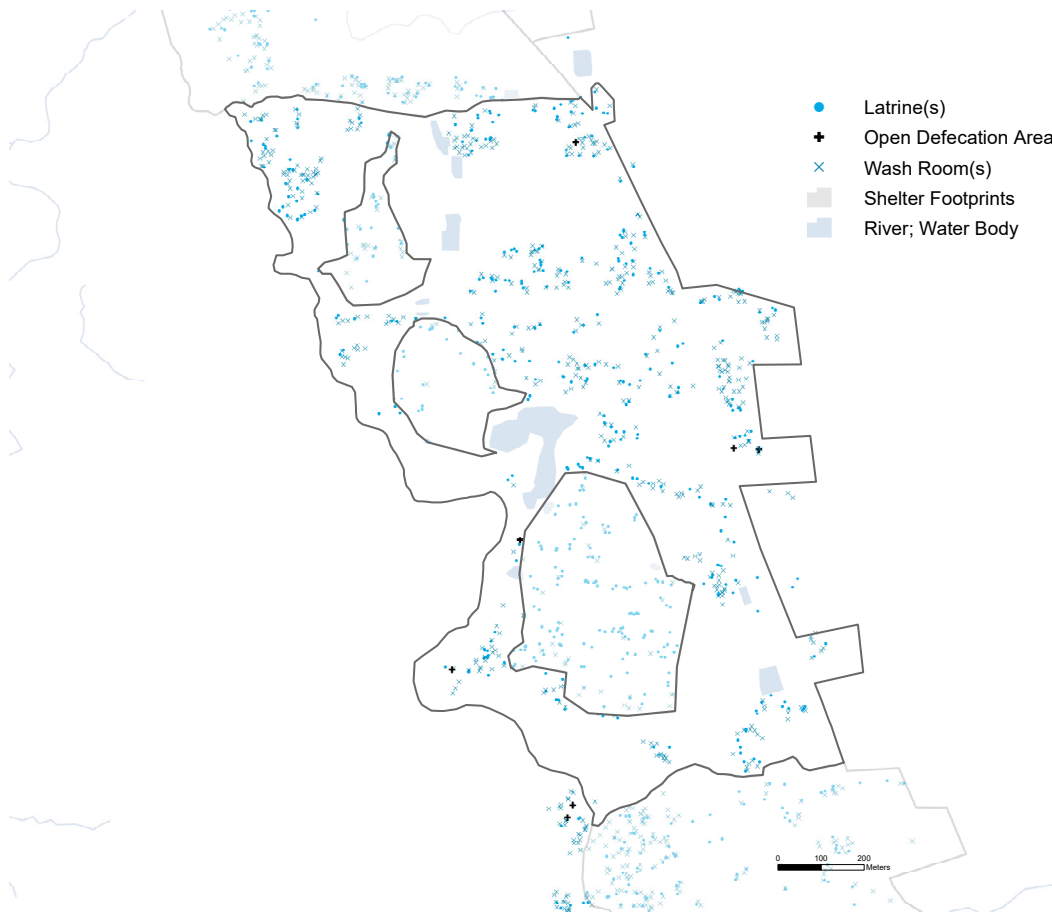 Latrine(s)
Open Defecation Area
Wash Room(s)
Shelter Footprints
River; Water Body
0 100 200
Meters